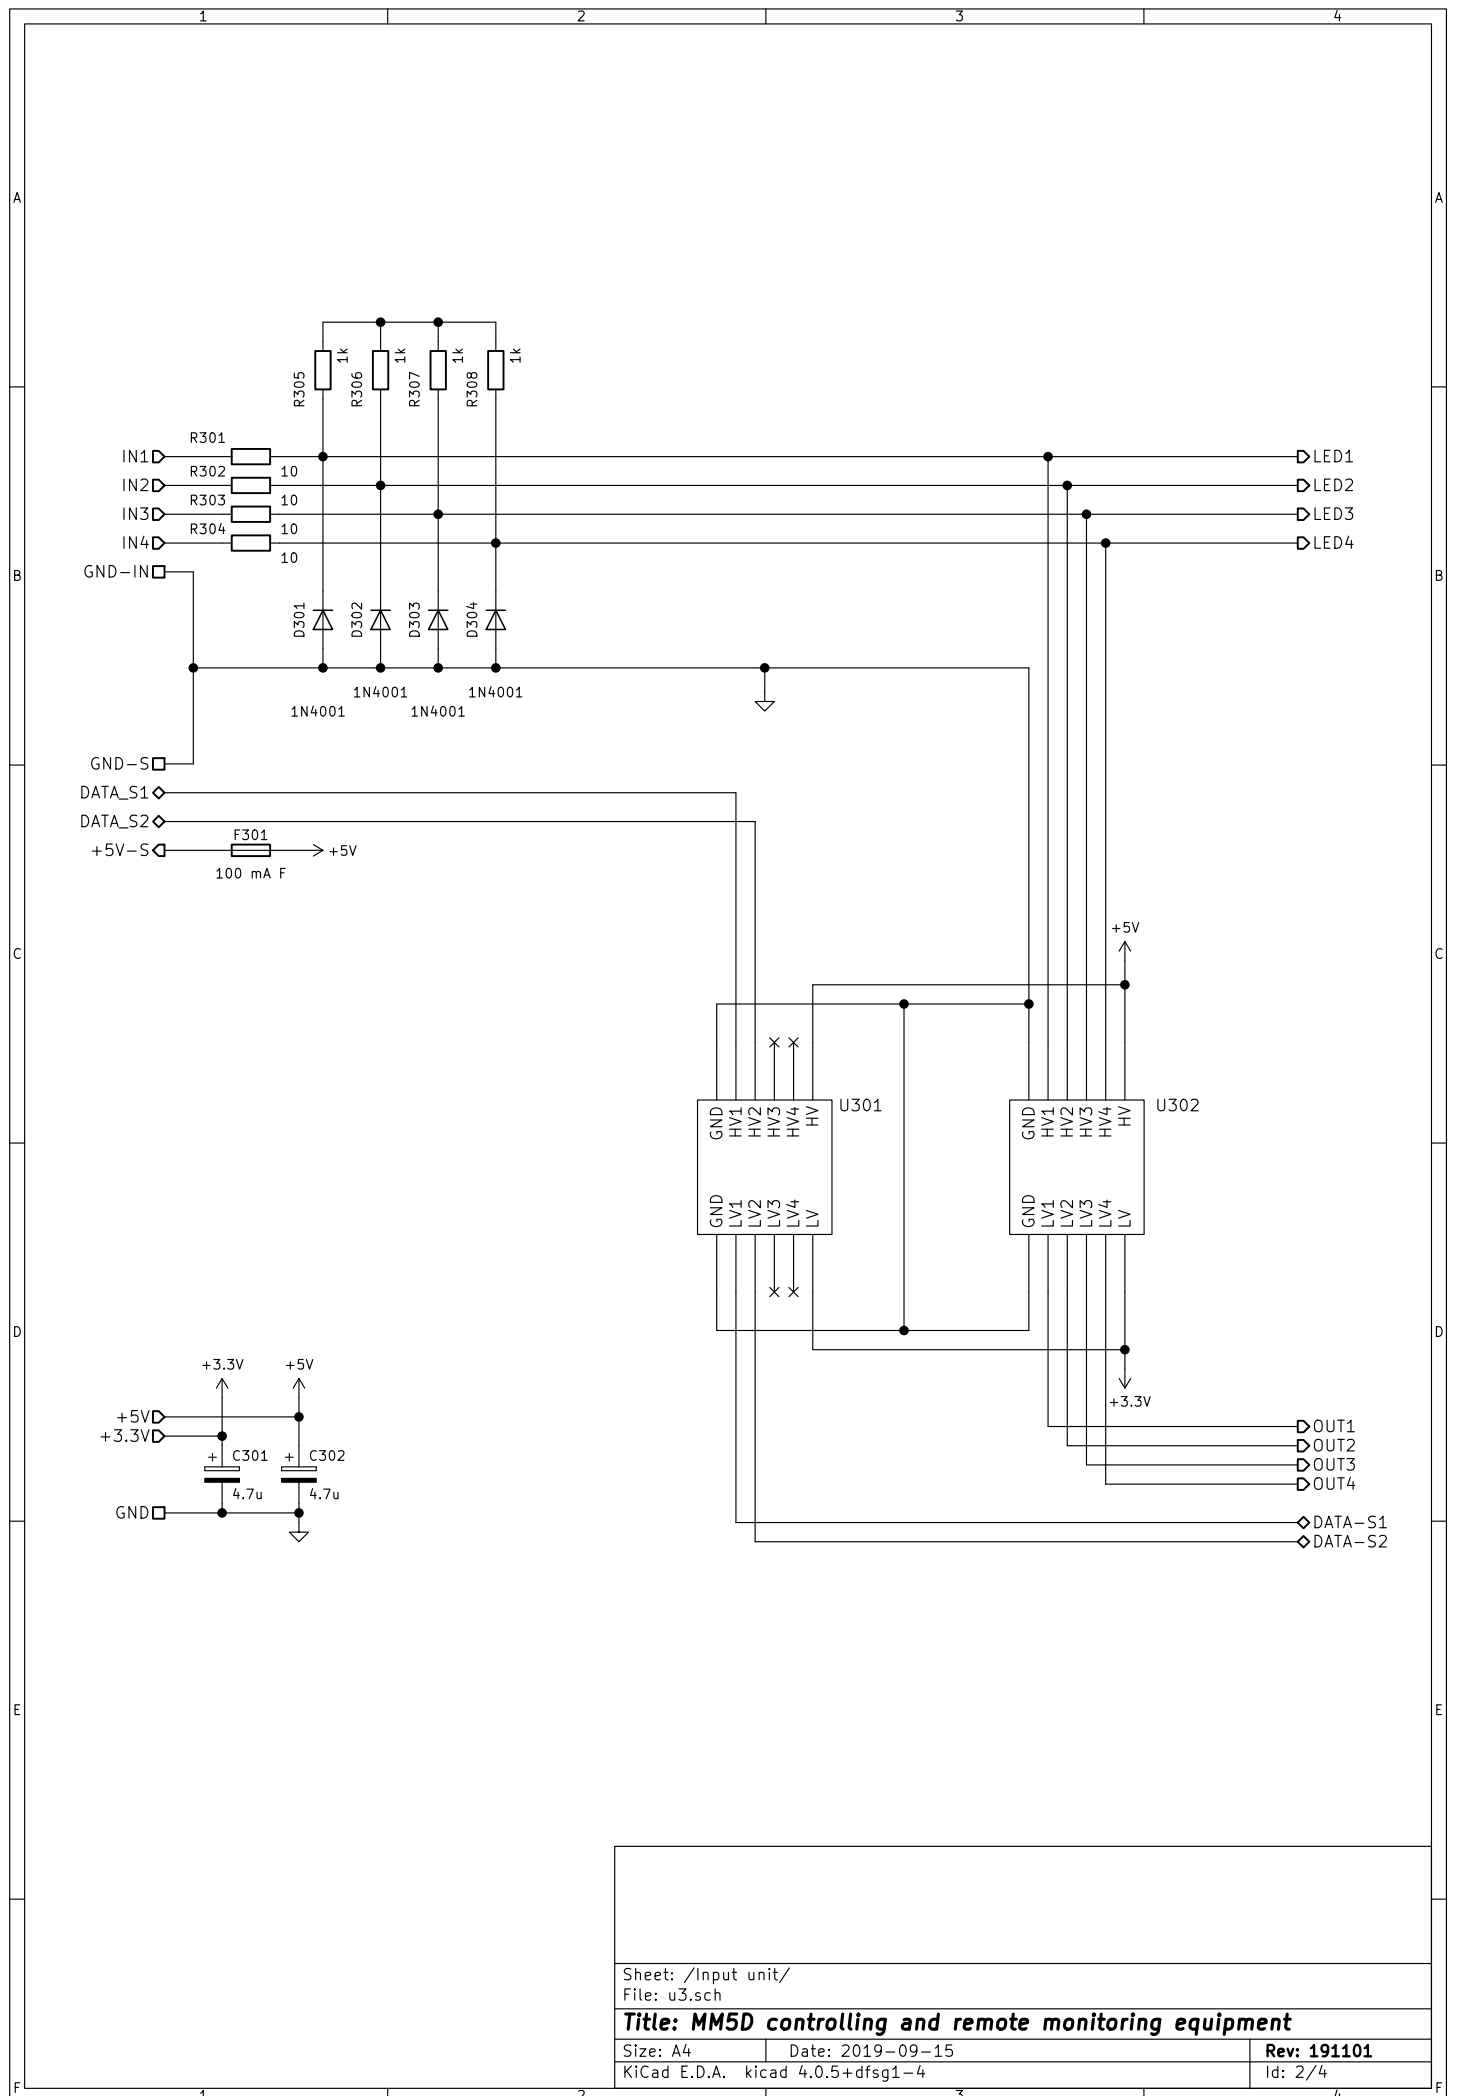 1 2 3 4
A A
1k 1k 1k 1k
R305 R306 R307 R308
R301
IN1 LED1
R302 10
IN2 LED2
R303 10
IN3 LED3
R304 10
IN4 LED4
10
GND-IN
B B
D301 D302 D303 D304
1N4001 1N4001
1N4001 1N4001
GND-S
DATA_S1
DATA_S2
F301
+5V-S +5V
100 mA F
+5V
C C
U301 U302
GND HV1 HV2 HV3 HV4 HV
GND HV1 HV2 HV3 HV4 HV
GND LV1 LV2 LV3 LV4 LV
GND LV1 LV2 LV3 LV4 LV
D D
+3.3V +5V
+3.3V
+5V
+3.3V
OUT1
OUT2
OUT3
OUT4
+ C301 + C302
4.7u 4.7u
GND
DATA-S1
DATA-S2
E E
Sheet: /Input unit/
File: u3.sch
Title: MM5D controlling and remote monitoring equipment
Size: A4 Date: 2019-09-15 Rev: 191101
KiCad E.D.A. kicad 4.0.5+dfsg1-4 Id: 2/4
F F
1 2 3 4